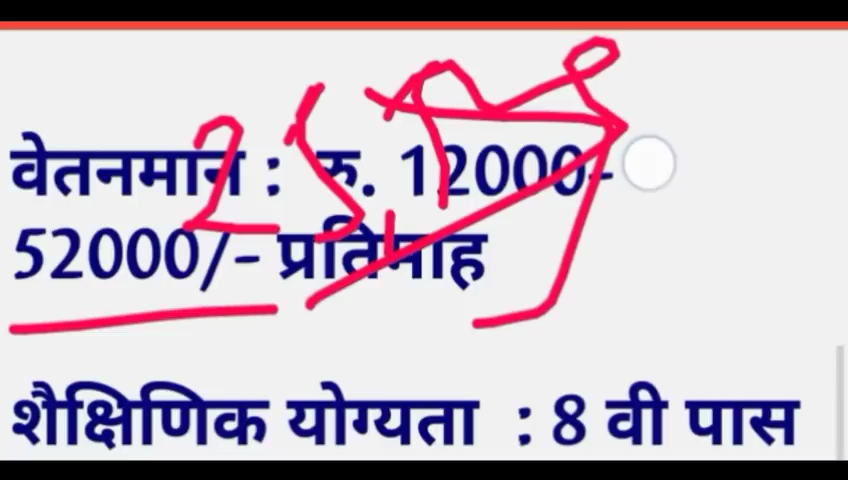 वेतनमान : रु. 12000-
52000/- प्रतिमाह
शैक्षिणिक योग्यता : 8 वी पास